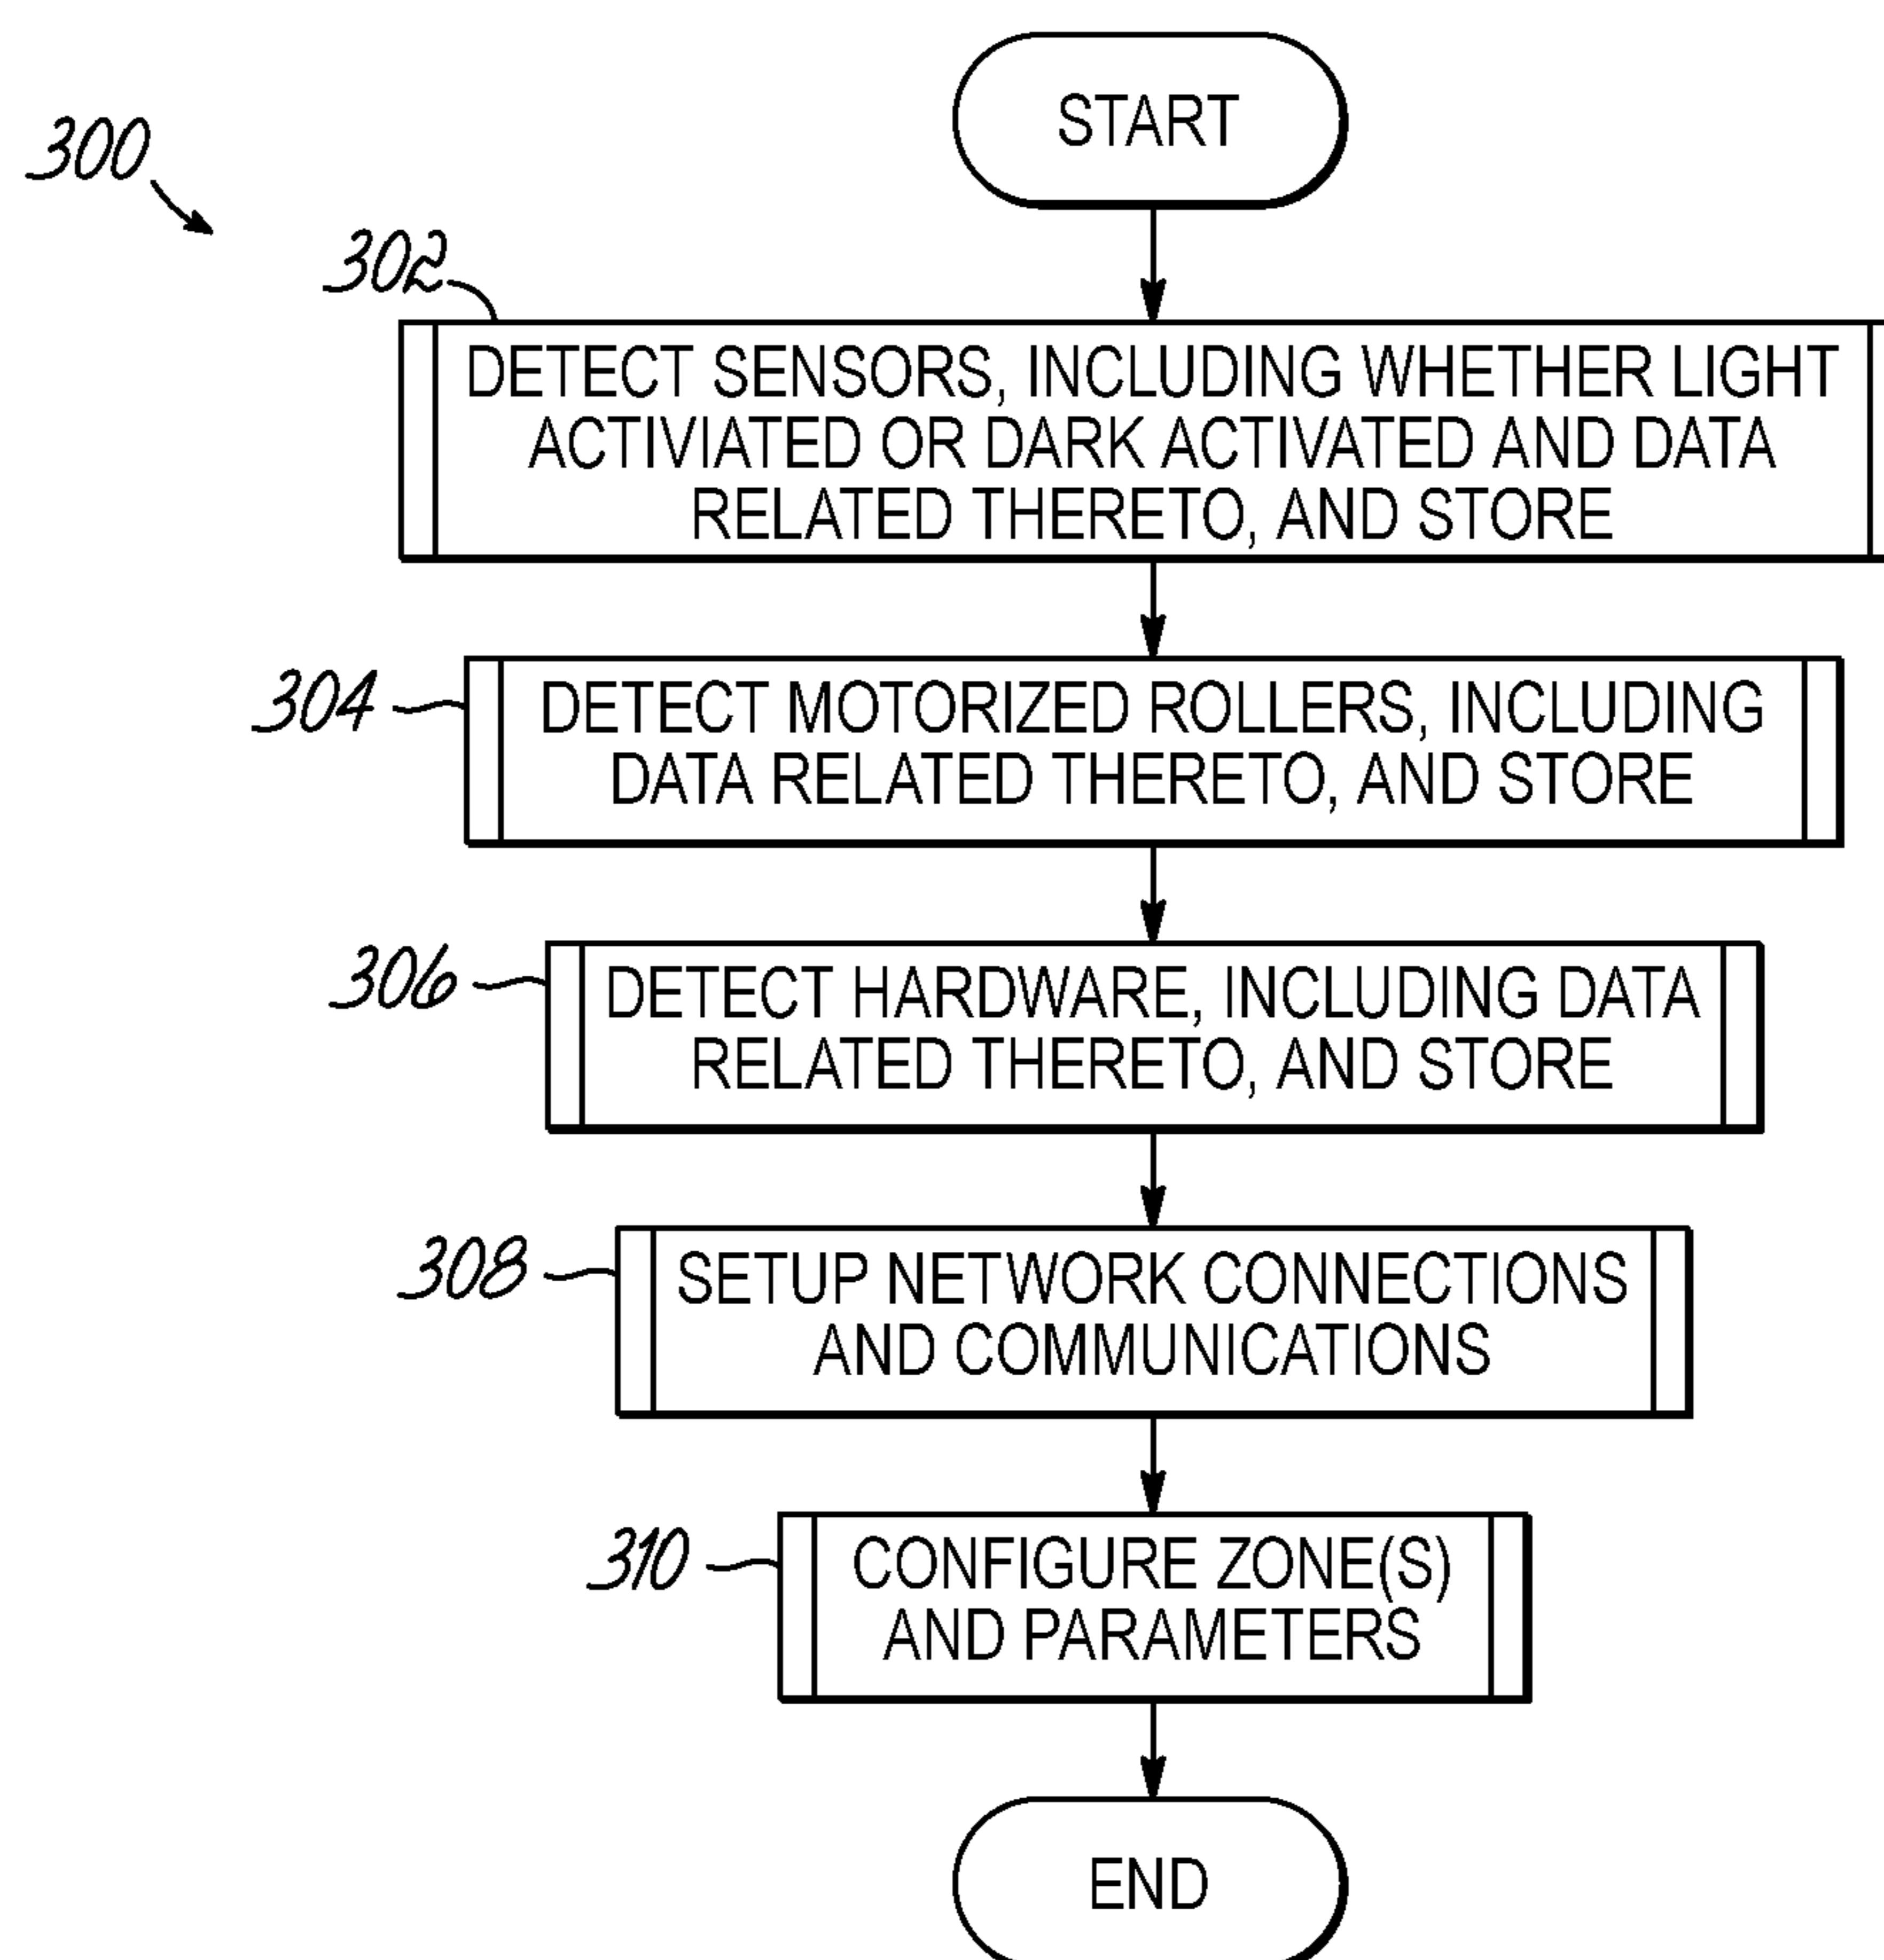 START
300
302
DETECT SENSORS, INCLUDING WHETHER LIGHT
ACTIVIATED OR DARK ACTIVATED AND DATA
RELATED THERETO, AND STORE
304
DETECT MOTORIZED ROLLERS, INCLUDING
DATA RELATED THERETO, AND STORE
306
DETECT HARDWARE, INCLUDING DATA
RELATED THERETO, AND STORE
308
SETUP NETWORK CONNECTIONS
AND COMMUNICATIONS
310
CONFIGURE ZONE(S)
AND PARAMETERS
END